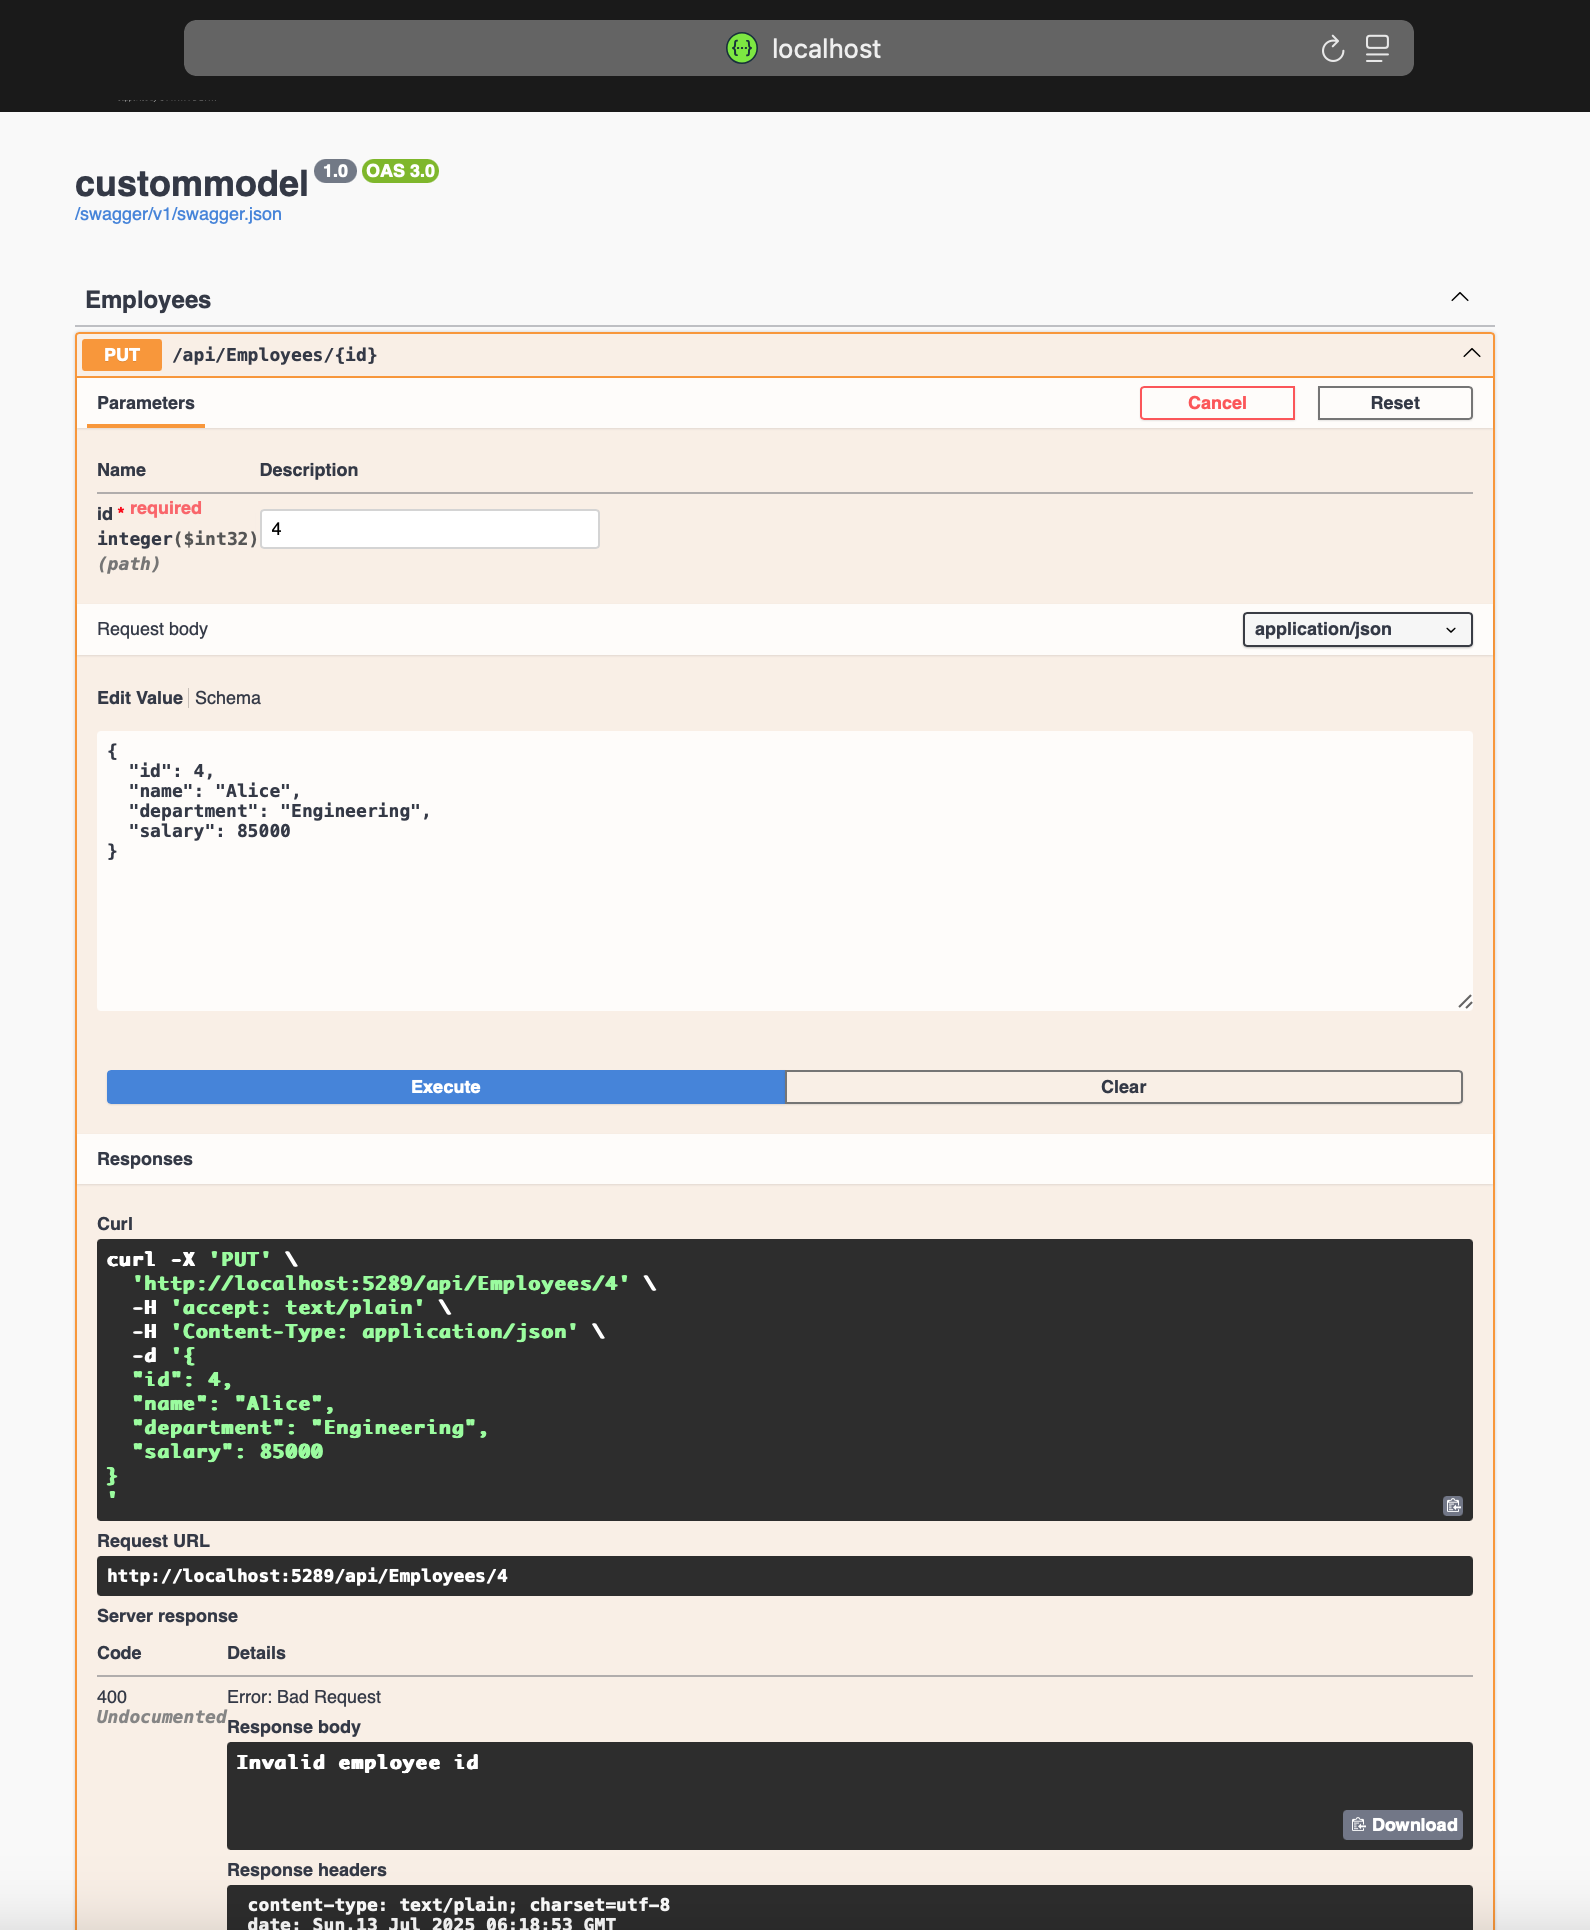 localhost
custommodel 1.0 OAS 3.0
/swagger/v1/swagger.json
Employees
PUT /api/Employees/{id}
Parameters
Cancel
Reset
Name Description
id * required
integer($int32)
(path)
4
Request body
application/json
Edit Value | Schema
{
  "id": 4,
  "name": "Alice",
  "department": "Engineering",
  "salary": 85000
}
Execute
Clear
Responses
Curl
curl -X 'PUT' \
  'http://localhost:5289/api/Employees/4' \
  -H 'accept: text/plain' \
  -H 'Content-Type: application/json' \
  -d '{
  "id": 4,
  "name": "Alice",
  "department": "Engineering",
  "salary": 85000
}
'
Request URL
http://localhost:5289/api/Employees/4
Server response
Code Details
400
Undocumented
Error: Bad Request
Response body
Invalid employee id
Download
Response headers
content-type: text/plain; charset=utf-8
date: Sun,13 Jul 2025 06:18:53 GMT